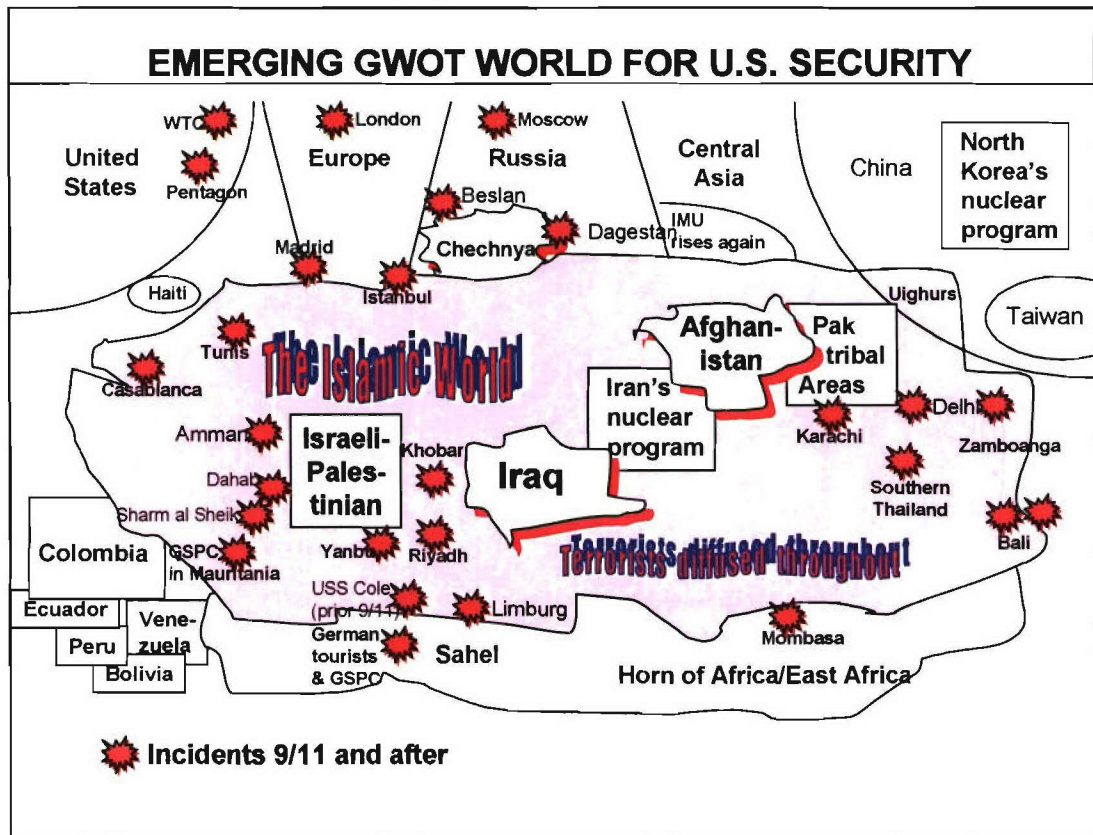 EMERGING GWOT WORLD FOR U.S. SECURITY
WTC
London
Moscow
United
States
Europe
Russia
Central
Asia
China
North
Korea's
nuclear
program
Pentagon
Beslan
Chechnya
Dagestan
IMU
rises again
Madrid
Istanbul
Haiti
Uighurs
Taiwan
Tunis
The Islamic World
Afghan-
istan
Pak
tribal
Areas
Casablanca
Iran's
nuclear
program
Karachi
Delhi
Zamboanga
Amman
Israeli-
Pales-
tinian
Khobar
Iraq
Southern
Thailand
Dahab
Sharm al Sheik
Bali
Colombia
GSPC
in Mauritania
Yanbu
Riyadh
Terrorists diffused throughout
USS Cole
(prior 9/11)
Limburg
Mombasa
Ecuador
Vene-
zuela
Peru
Bolivia
German
tourists
& GSPC
Sahel
Horn of Africa/East Africa
Incidents 9/11 and after